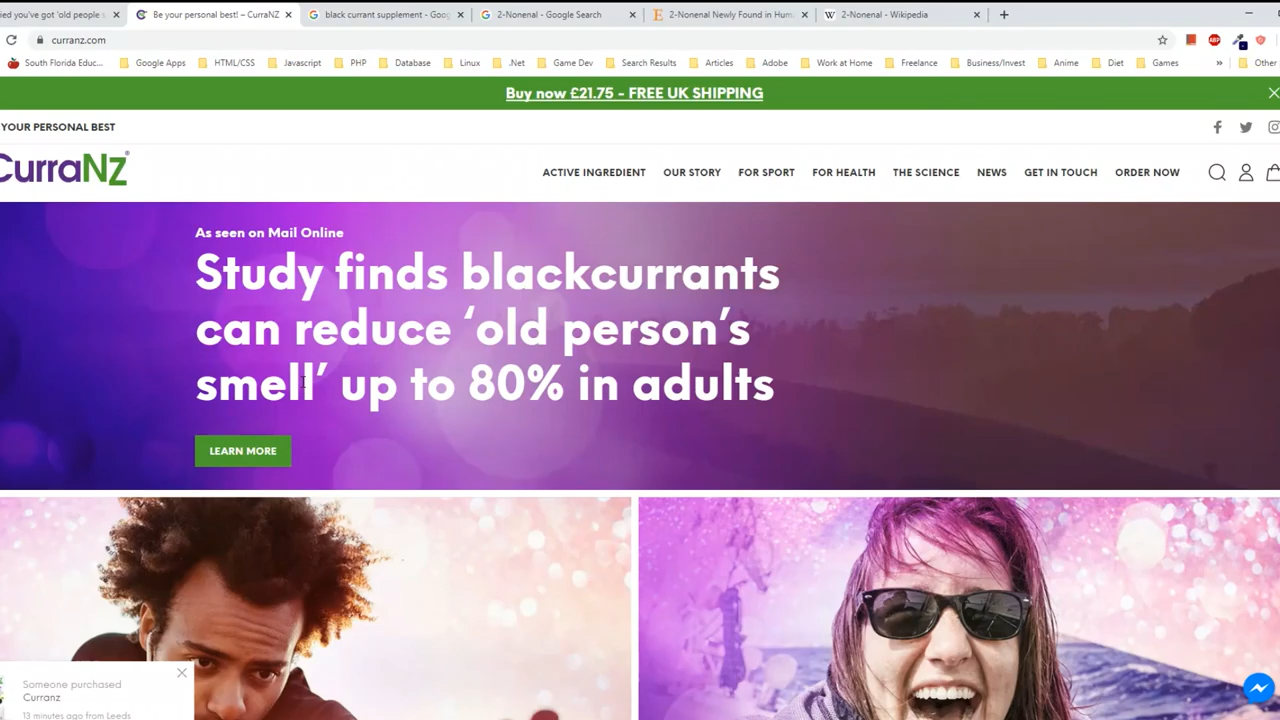 ied you've got 'old people s
Be your personal best! – CurraNZ
black currant supplement - Goog
2-Nonenal - Google Search
2-Nonenal Newly Found in Hum
2-Nonenal - Wikipedia
curranz.com
ABP
South Florida Educ...
Google Apps
HTML/CSS
Javascript
PHP
Database
Linux
.Net
Game Dev
Search Results
Articles
Adobe
Work at Home
Freelance
Business/Invest
Anime
Diet
Games
»
Other
Buy now £21.75 - FREE UK SHIPPING
YOUR PERSONAL BEST
CurraNZ®
ACTIVE INGREDIENT
OUR STORY
FOR SPORT
FOR HEALTH
THE SCIENCE
NEWS
GET IN TOUCH
ORDER NOW
As seen on Mail Online
Study finds blackcurrants
can reduce ‘old person’s
smell’ up to 80% in adults
LEARN MORE
Someone purchased
Curranz
13 minutes ago from Leeds